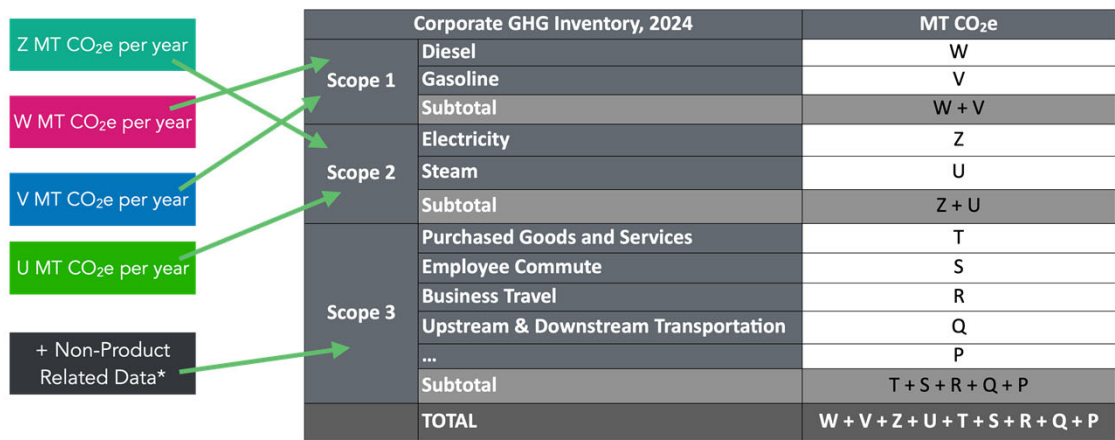 Z MT CO₂e per year
W MT CO₂e per year
V MT CO₂e per year
U MT CO₂e per year
+ Non-Product
Related Data*
Corporate GHG Inventory, 2024 MT CO₂e
Scope 1
Diesel W
Gasoline V
Subtotal W + V
Scope 2
Electricity Z
Steam U
Subtotal Z + U
Scope 3
Purchased Goods and Services T
Employee Commute S
Business Travel R
Upstream & Downstream Transportation Q
... P
Subtotal T + S + R + Q + P
TOTAL W + V + Z + U + T + S + R + Q + P